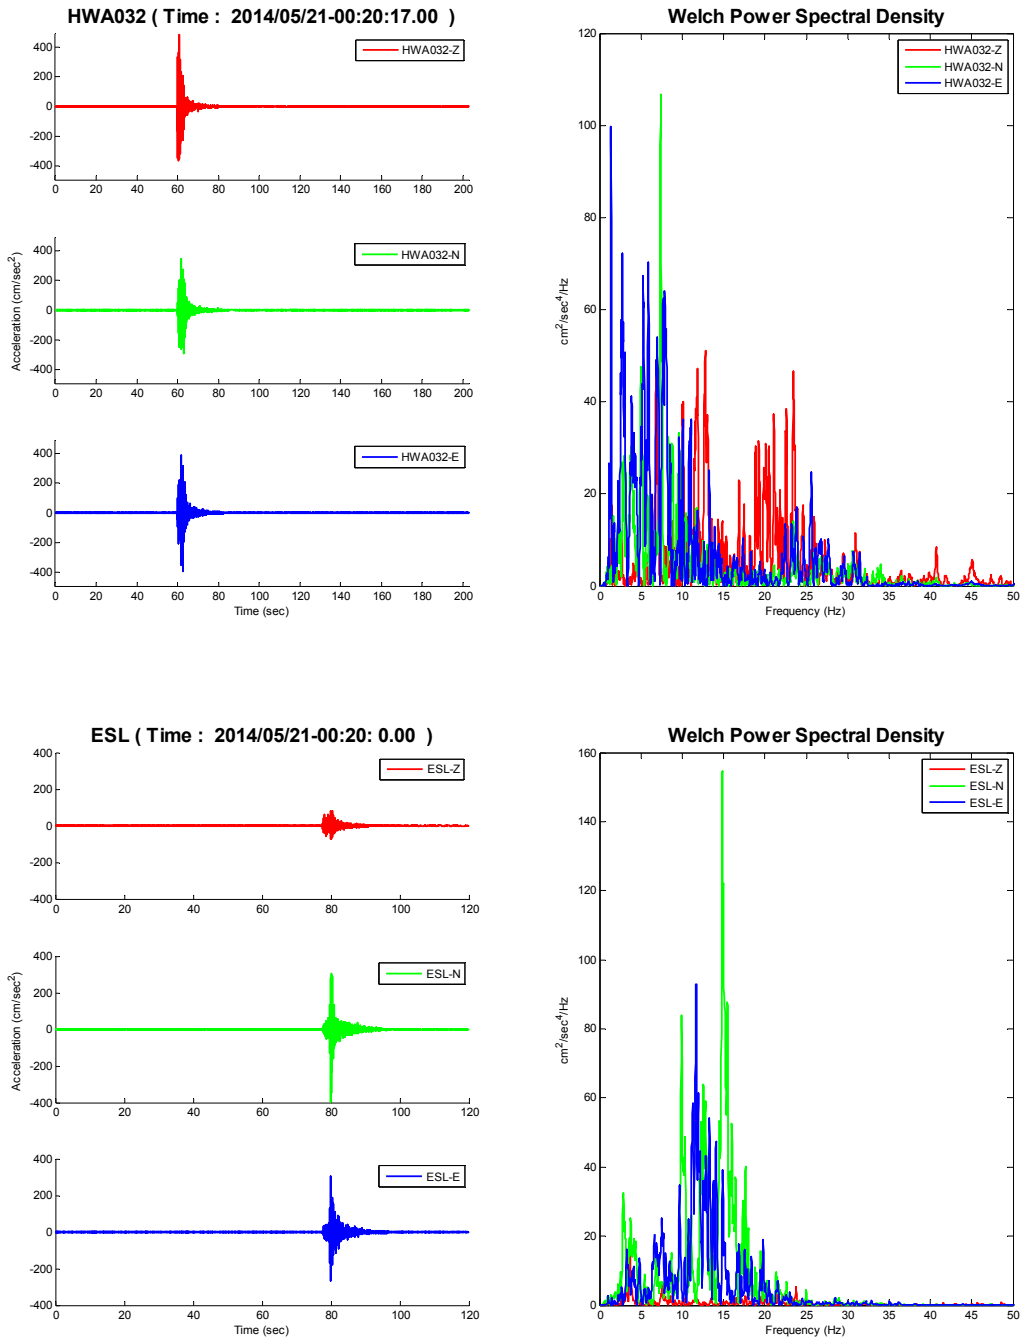 HWA032 ( Time :  2014/05/21-00:20:17.00  )
400
200
0
-200
-400
HWA032-Z
0 20 40 60 80 100 120 140 160 180 200
400
200
0
-200
-400
HWA032-N
0 20 40 60 80 100 120 140 160 180 200
Acceleration (cm/sec²)
400
200
0
-200
-400
HWA032-E
0 20 40 60 80 100 120 140 160 180 200
Time (sec)
Welch Power Spectral Density
120
100
80
60
40
20
0
cm²/sec⁴/Hz
HWA032-Z
HWA032-N
HWA032-E
0 5 10 15 20 25 30 35 40 45 50
Frequency (Hz)
ESL ( Time :  2014/05/21-00:20: 0.00  )
400
200
0
-200
-400
ESL-Z
0 20 40 60 80 100 120
400
200
0
-200
-400
ESL-N
0 20 40 60 80 100 120
Acceleration (cm/sec²)
400
200
0
-200
-400
ESL-E
0 20 40 60 80 100 120
Time (sec)
Welch Power Spectral Density
160
140
120
100
80
60
40
20
0
cm²/sec⁴/Hz
ESL-Z
ESL-N
ESL-E
0 5 10 15 20 25 30 35 40 45 50
Frequency (Hz)